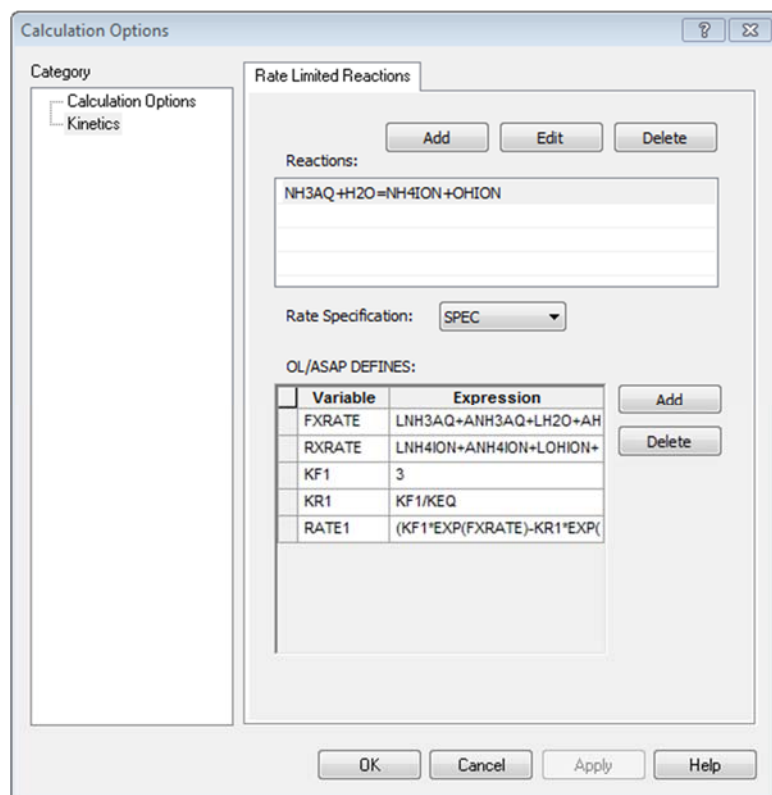 Calculation Options
Category
Calculation Options
Kinetics
Rate Limited Reactions
Add Edit Delete
Reactions:
NH3AQ+H2O=NH4ION+OHION
Rate Specification: SPEC
OL/ASAP DEFINES:
Variable Expression
FXRATE LNH3AQ+ANH3AQ+LH2O+AH
RXRATE LNH4ION+ANH4ION+LOHION+
KF1 3
KR1 KF1/KEQ
RATE1 (KF1*EXP(FXRATE)-KR1*EXP(
Add
Delete
OK Cancel Apply Help